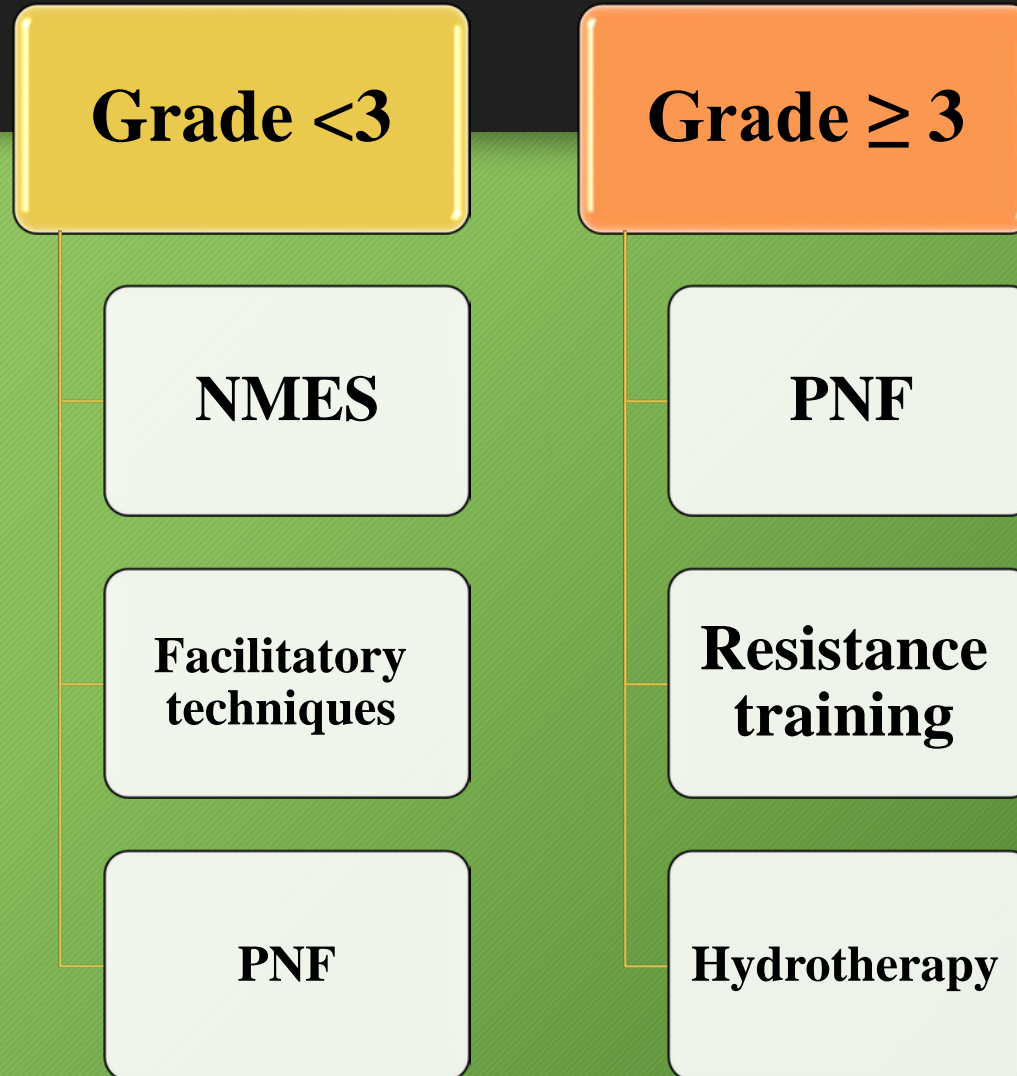 Grade <3
NMES
Facilitatory
techniques
PNF
Grade ≥ 3
PNF
Resistance
training
Hydrotherapy